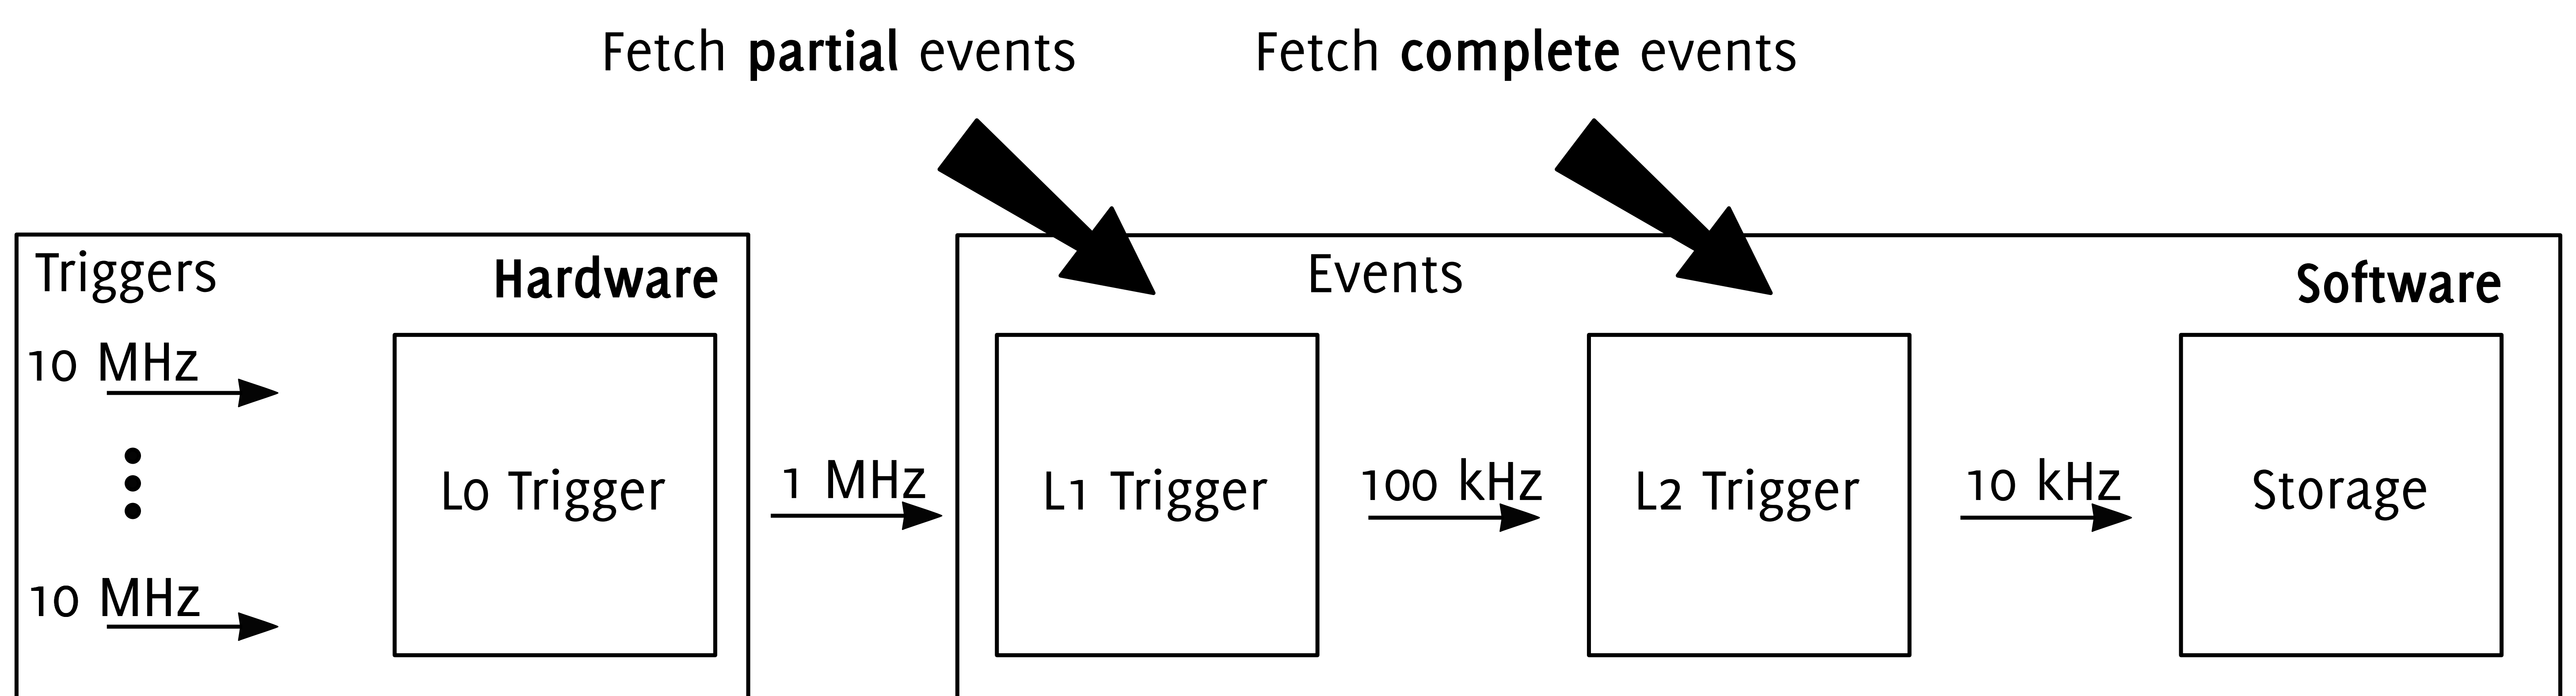 Fetch partial events
Fetch complete events
Triggers
Hardware
Events
Software
10 MHz
10 MHz
L0 Trigger
1 MHz
L1 Trigger
100 kHz
L2 Trigger
10 kHz
Storage